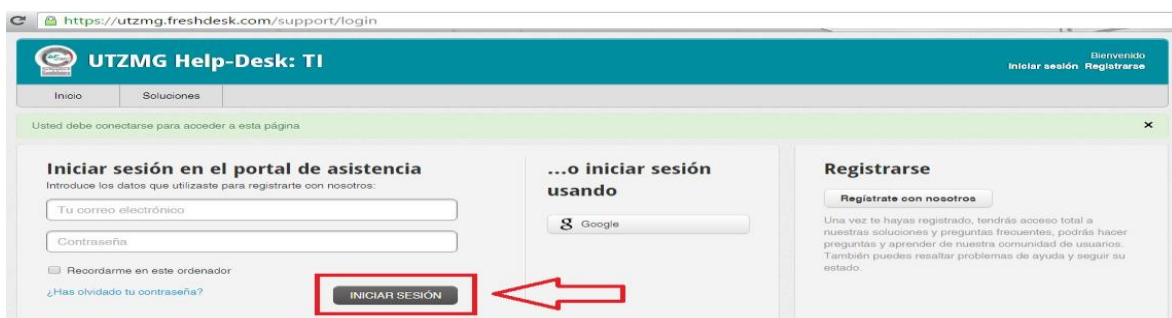 https://utzmg.freshdesk.com/support/login
UTZMG Help-Desk: TI
Bienvenido
Iniciar sesión Registrarse
Inicio
Soluciones
Usted debe conectarse para acceder a esta página
×
Iniciar sesión en el portal de asistencia
Introduce los datos que utilizaste para registrarte con nosotros:
Tu correo electrónico
Contraseña
Recordarme en este ordenador
¿Has olvidado tu contraseña?
INICIAR SESIÓN
...o iniciar sesión
usando
g Google
Registrarse
Regístrate con nosotros
Una vez te hayas registrado, tendrás acceso total a
nuestras soluciones y preguntas frecuentes, podrás hacer
preguntas y aprender de nuestra comunidad de usuarios.
También puedes resaltar problemas de ayuda y seguir su
estado.